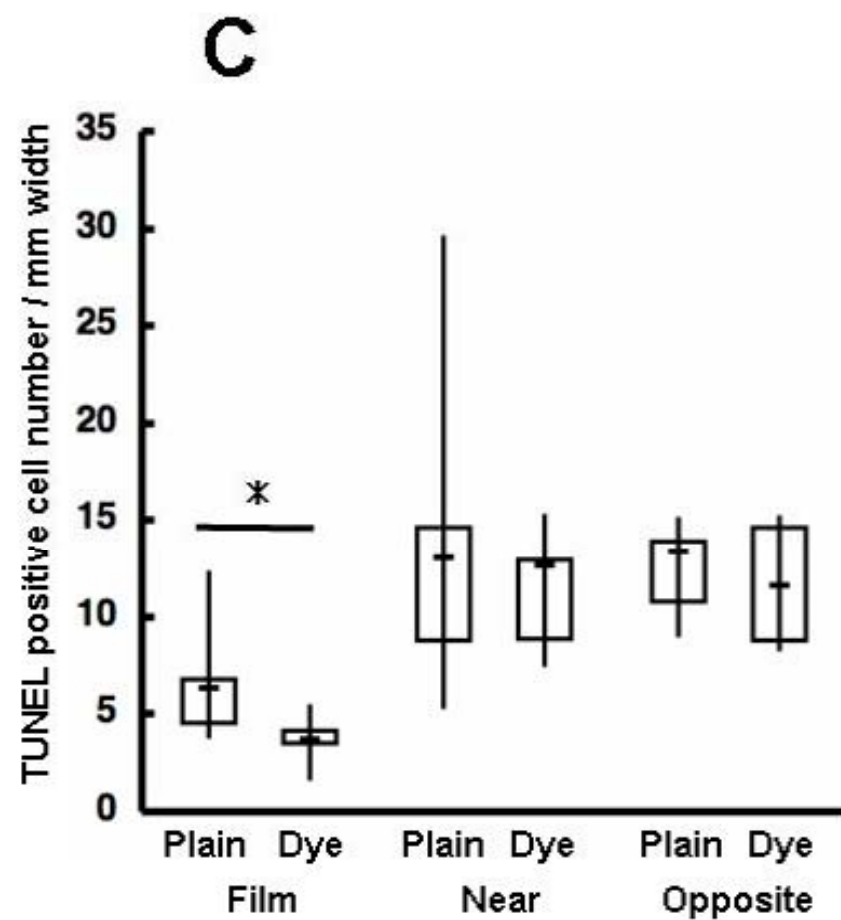 C
TUNEL positive cell number / mm width
35
30
25
20
15
10
5
0
*
Plain Dye Plain Dye Plain Dye
Film Near Opposite